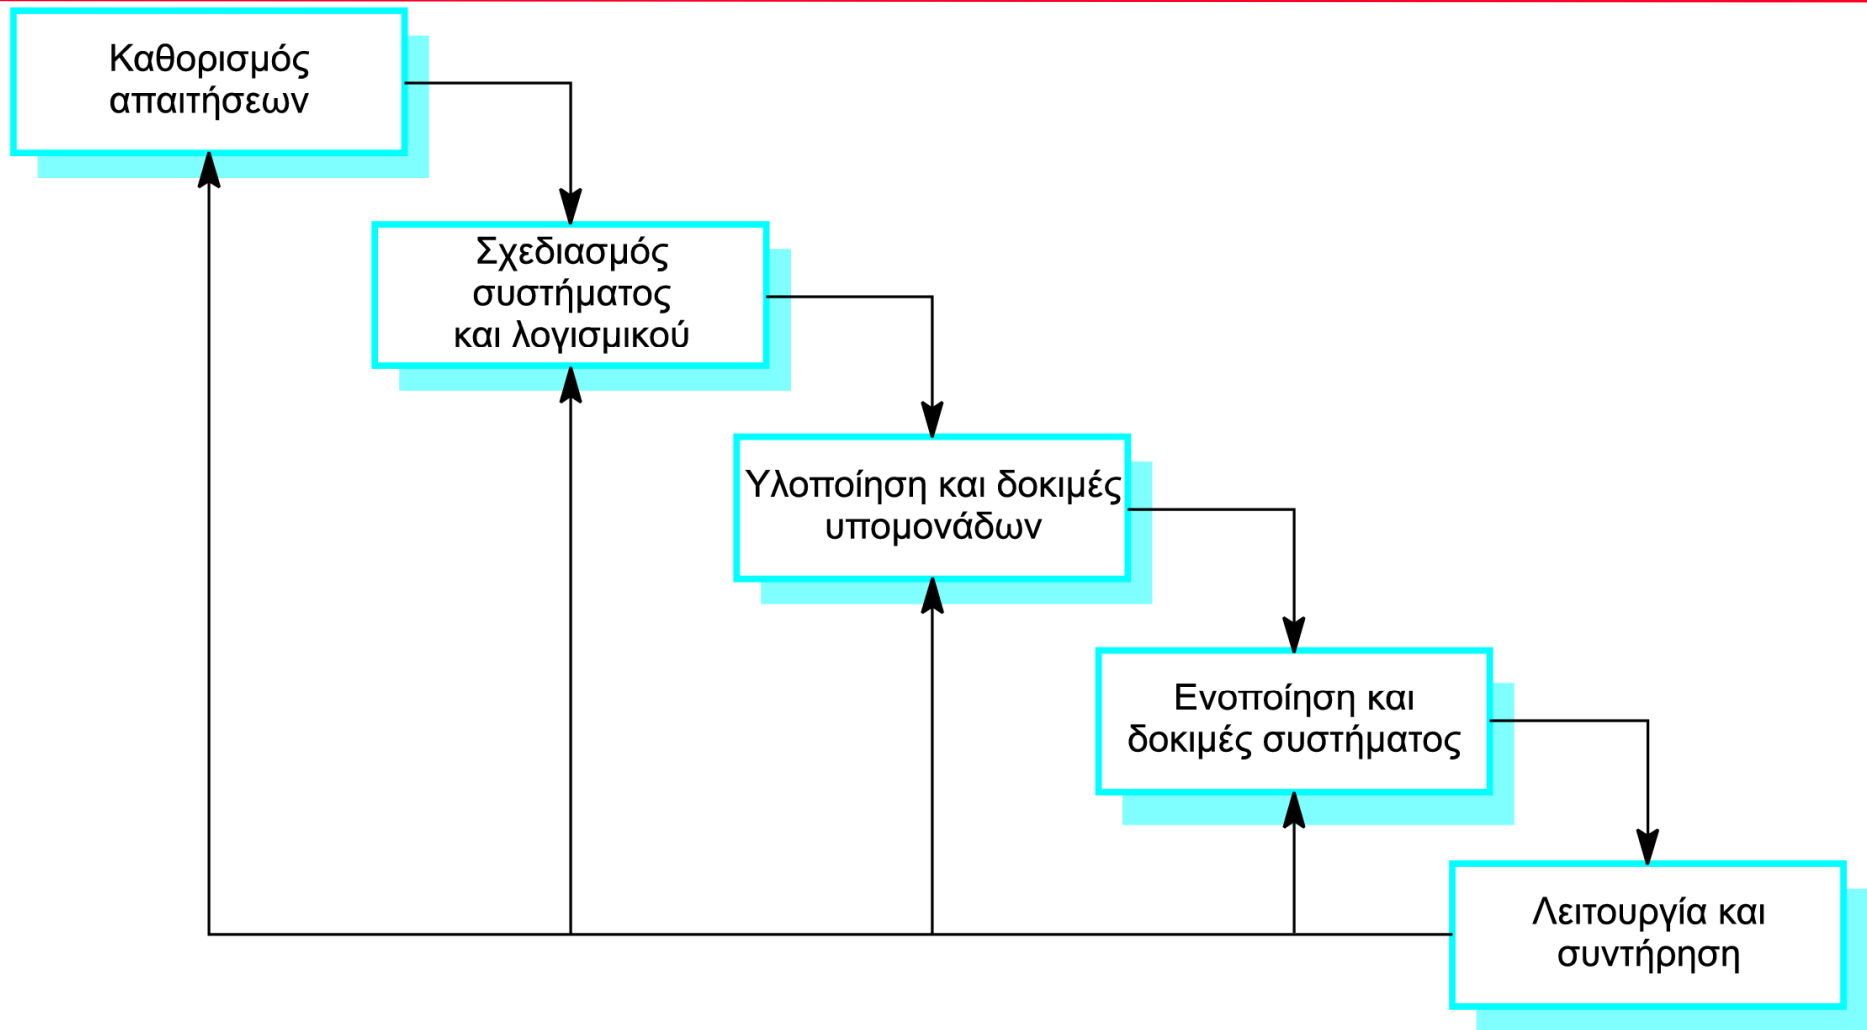 Καθορισμός
απαιτήσεων
Σχεδιασμός
συστήματος
και λογισμικού
Υλοποίηση και δοκιμές
υπομονάδων
Ενοποίηση και
δοκιμές συστήματος
Λειτουργία και
συντήρηση